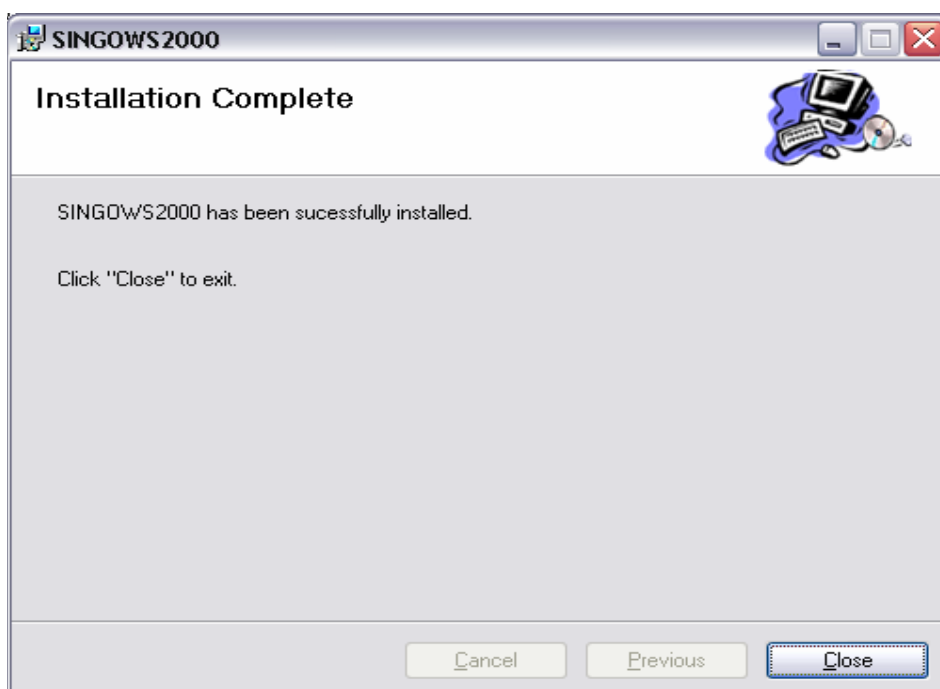 SINGOWS2000
Installation Complete
SINGOWS2000 has been sucessfully installed.
Click "Close" to exit.
Cancel Previous Close